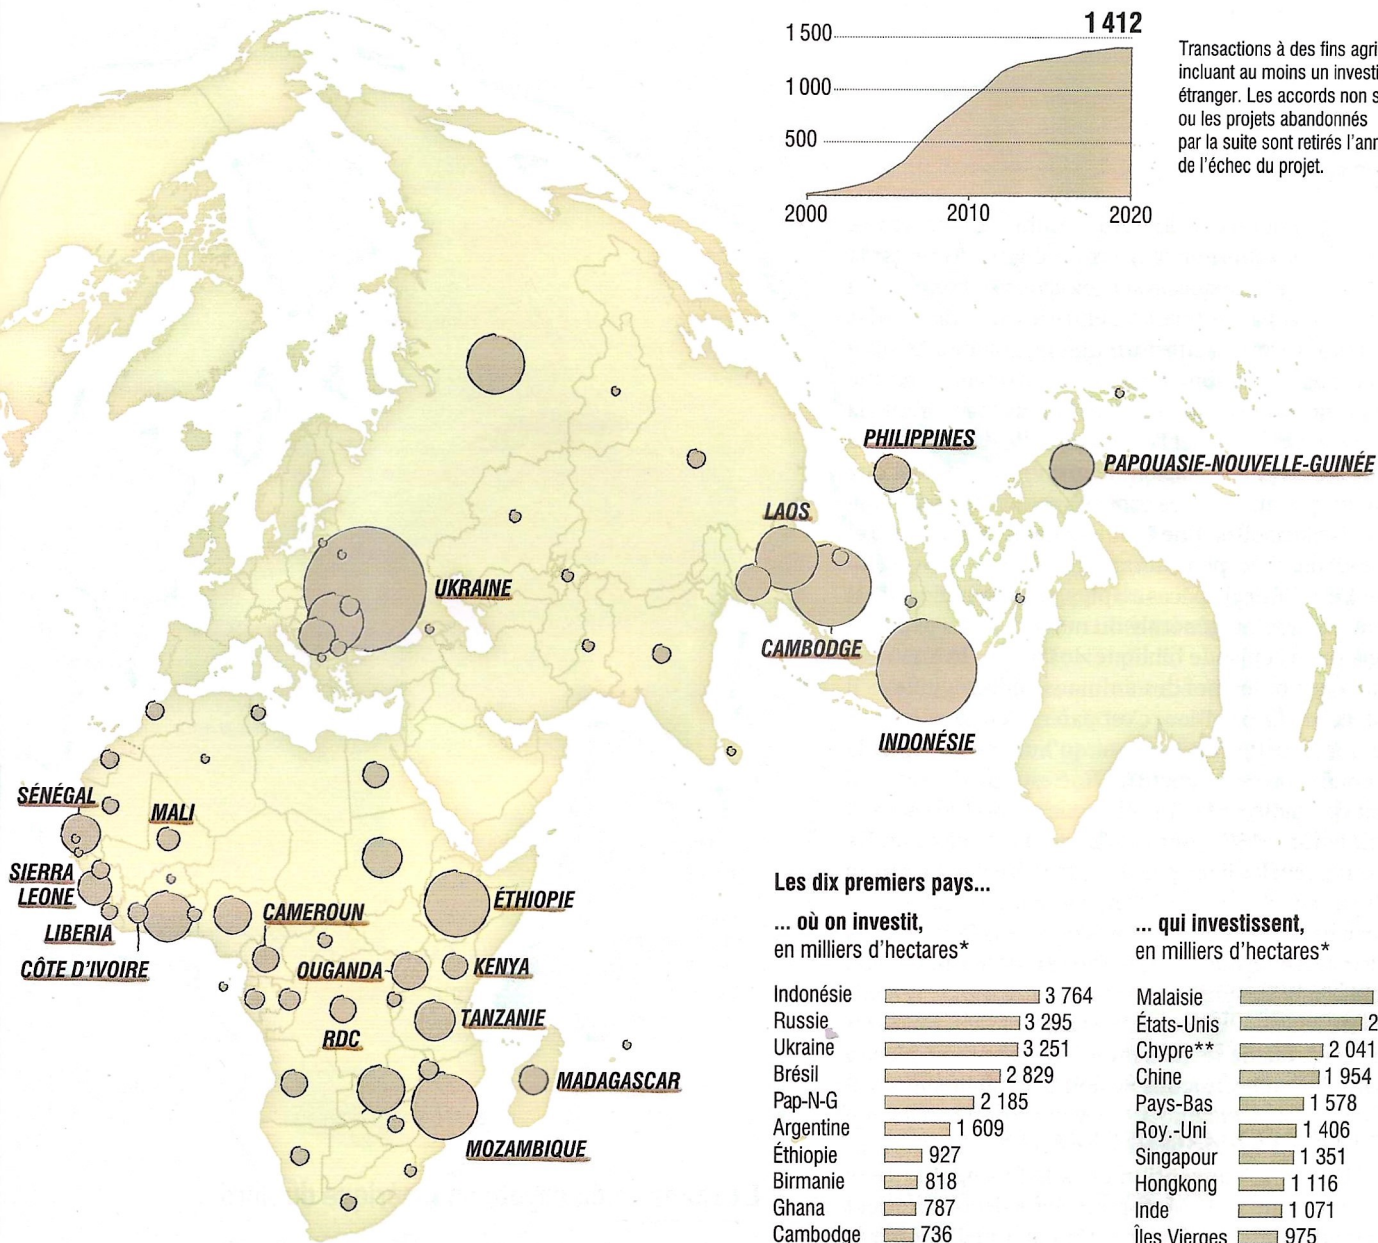 1 412
1 500
1 000
500
2000
2010
2020
Transactions à des fins
incluant au moins un
étranger. Les accords non
ou les projets abandonnés
par la suite sont retirés
de l'échec du projet.
PHILIPPINES
PAPOUASIE-NOUVELLE-GUINÉE
LAOS
UKRAINE
CAMBODGE
INDONÉSIE
SÉNÉGAL
MALI
SIERRA
LEONE
ÉTHIOPIE
CAMEROUN
LIBERIA
CÔTE D'IVOIRE
OUGANDA
KENYA
TANZANIE
RDC
MADAGASCAR
MOZAMBIQUE
Les dix premiers pays...
... où on investit,
en milliers d'hectares*
Indonésie 3 764
Russie 3 295
Ukraine 3 251
Brésil 2 829
Pap-N-G 2 185
Argentine 1 609
Éthiopie 927
Birmanie 818
Ghana 787
Cambodge 736
... qui investissent,
en milliers d'hectares*
Malaisie
États-Unis 2
Chypre** 2 041
Chine 1 954
Pays-Bas 1 578
Roy.-Uni 1 406
Singapour 1 351
Hongkong 1 116
Inde 1 071
Îles Vierges 975